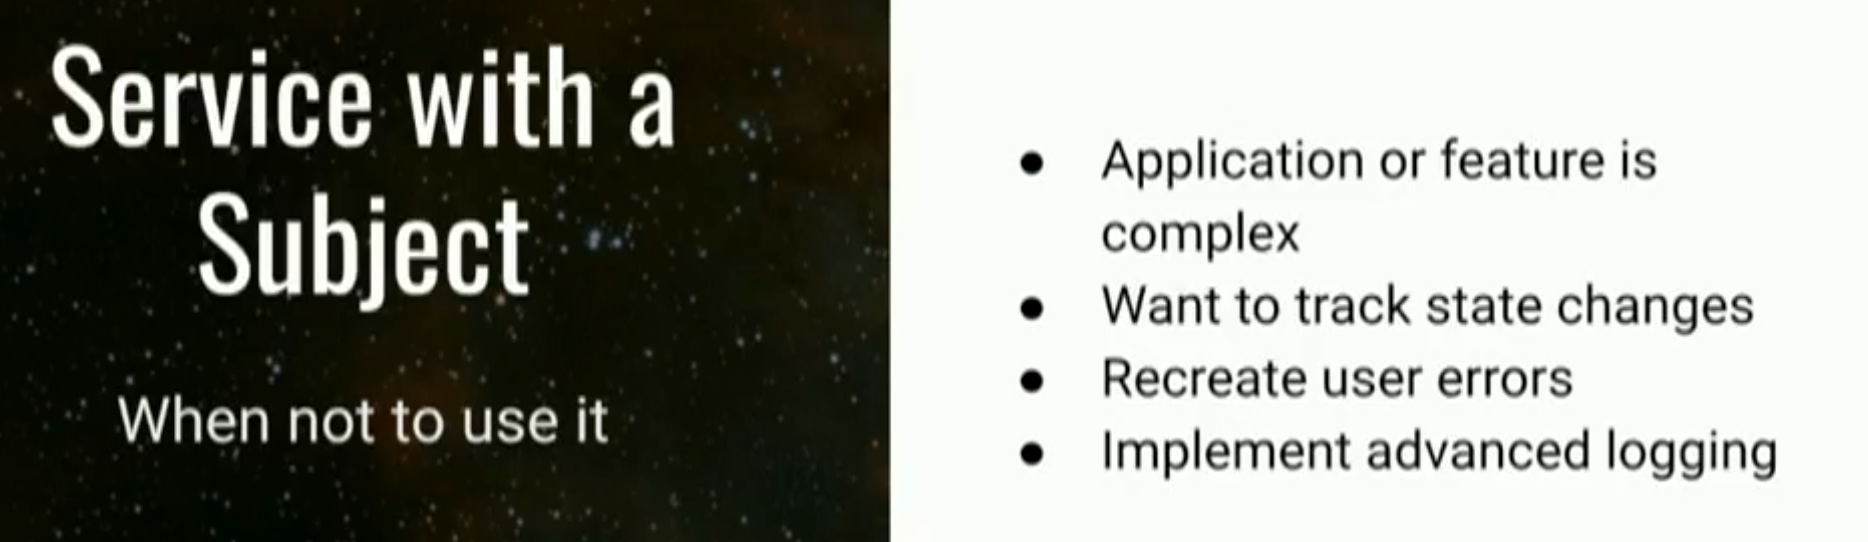 Service with a
Subject
When not to use it
● Application or feature is
complex
● Want to track state changes
● Recreate user errors
● Implement advanced logging